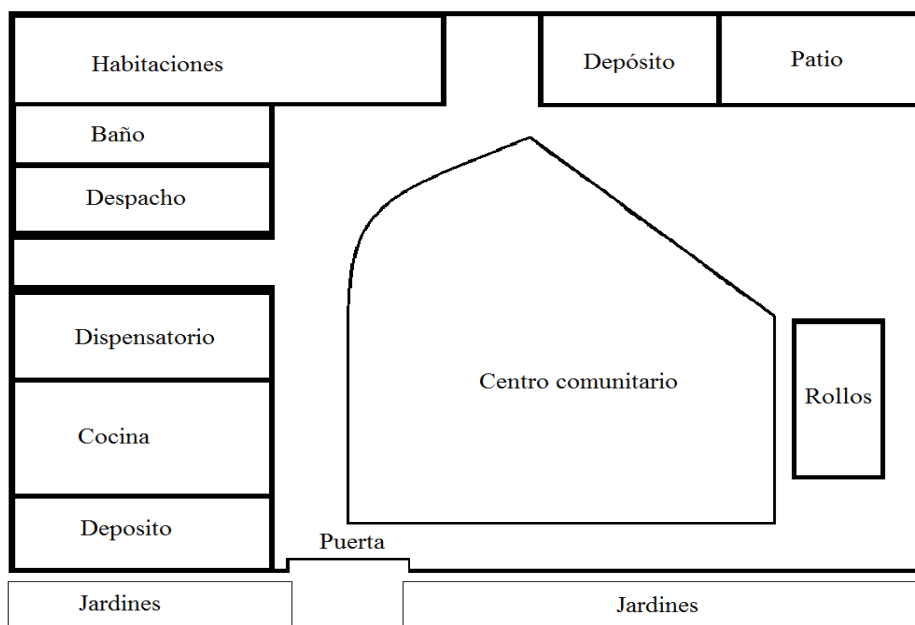 Habitaciones
Depósito
Patio
Baño
Despacho
Dispensatorio
Centro comunitario
Rollos
Cocina
Deposito
Puerta
Jardines
Jardines